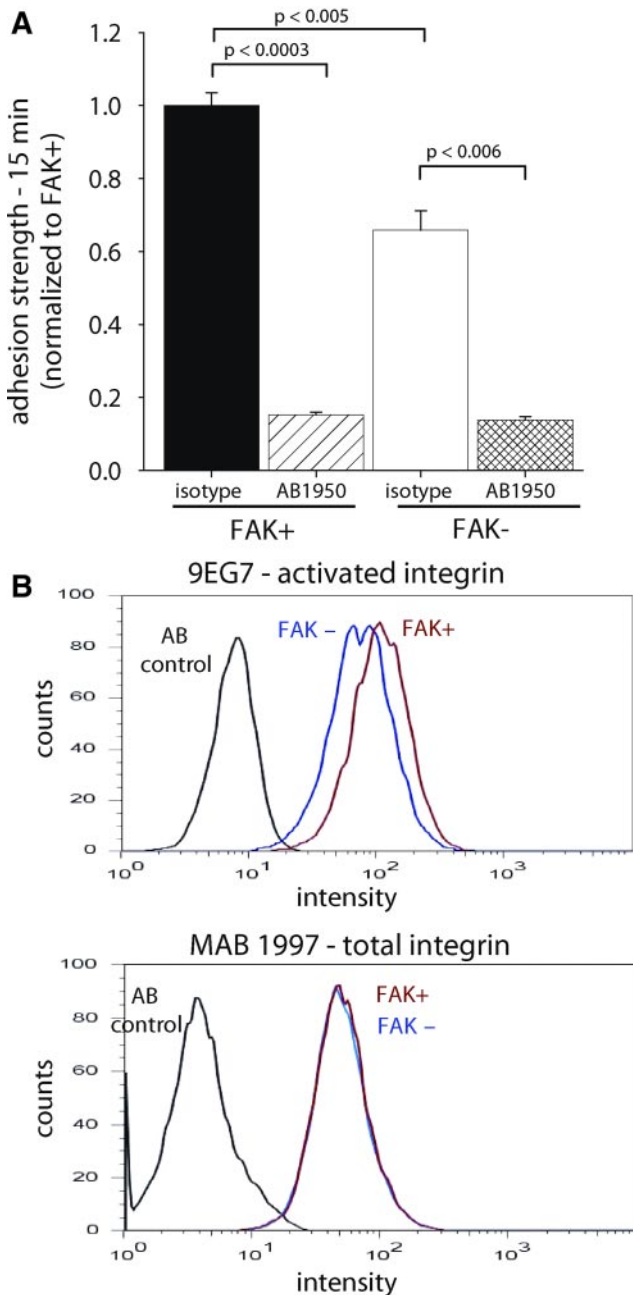 A
adhesion strength - 15 min
(normalized to FAK+)
1.2
1.0
0.8
0.6
0.4
0.2
0.0
p < 0.005
p < 0.0003
p < 0.006
isotype AB1950 isotype AB1950
FAK+ FAK-
B
9EG7 - activated integrin
counts
100
80
60
40
20
0
AB
control
FAK – FAK+
10⁰ 10¹ 10² 10³
intensity
MAB 1997 - total integrin
counts
100
80
60
40
20
0
AB
control
FAK+
FAK –
10⁰ 10¹ 10² 10³
intensity